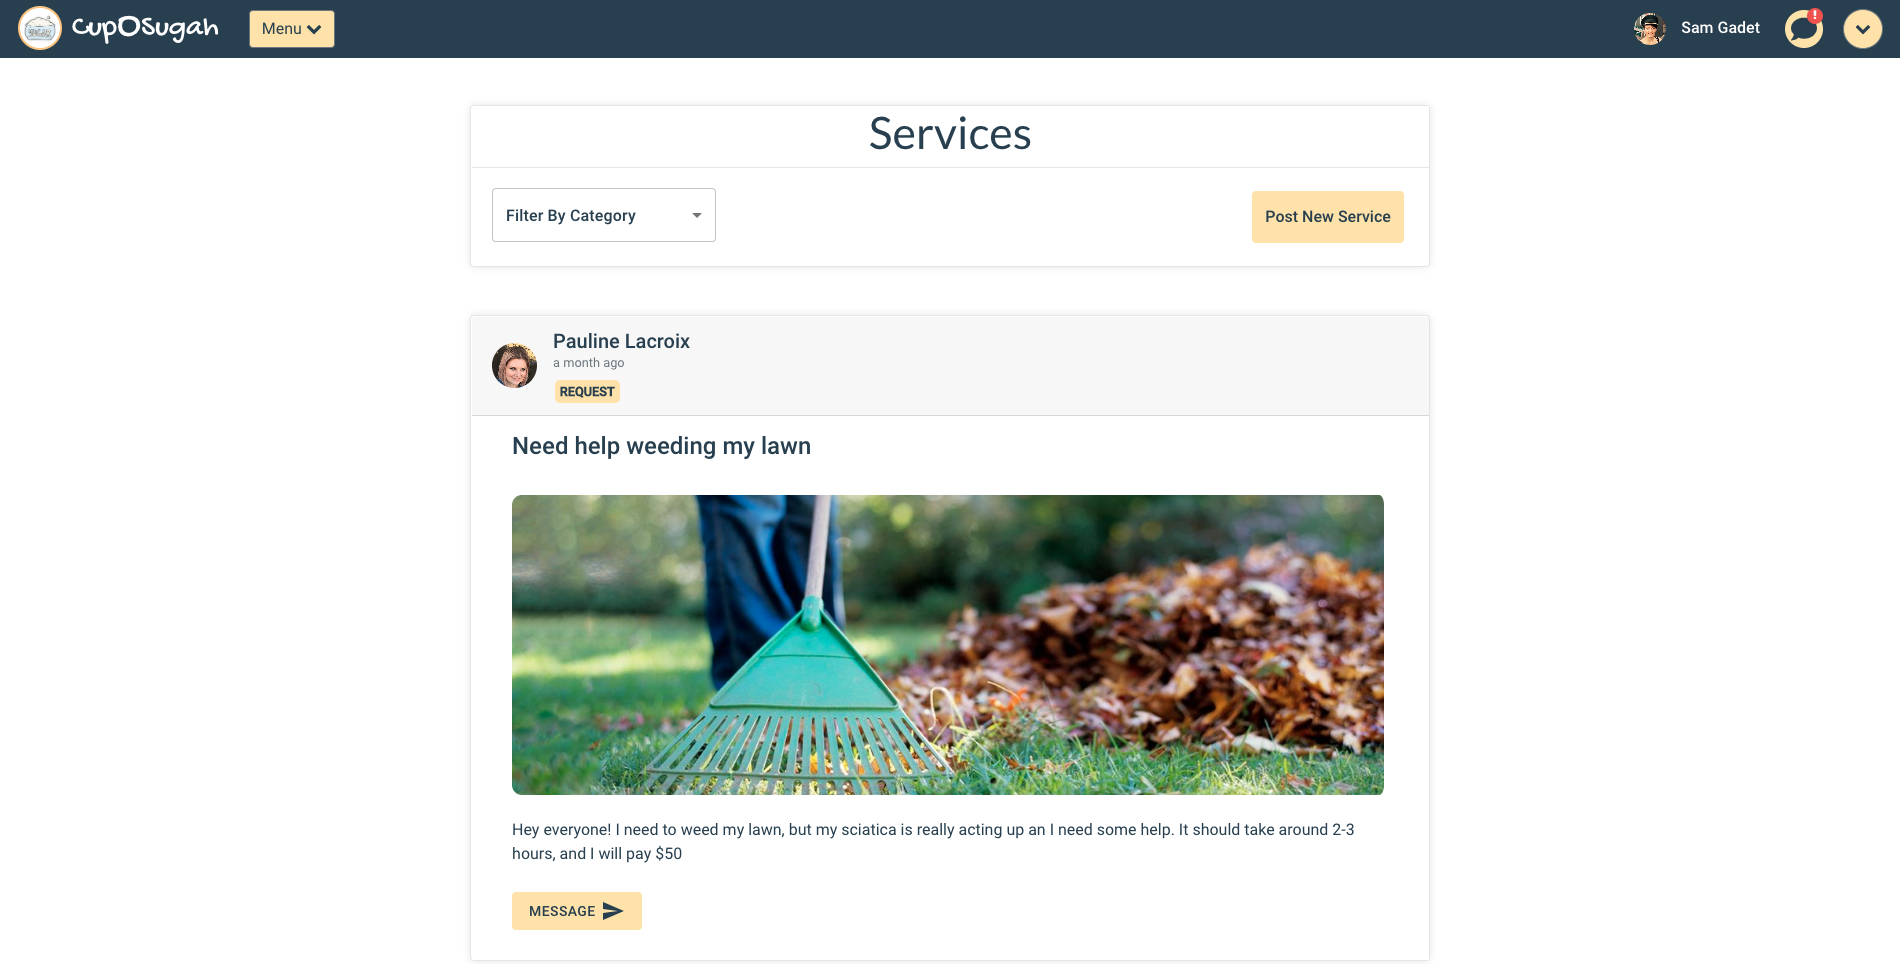 CupOSugah
Menu
Sam Gadet
Services
Filter By Category
Post New Service
Pauline Lacroix
a month ago
REQUEST
Need help weeding my lawn
Hey everyone! I need to weed my lawn, but my sciatica is really acting up an I need some help. It should take around 2-3
hours, and I will pay $50
MESSAGE